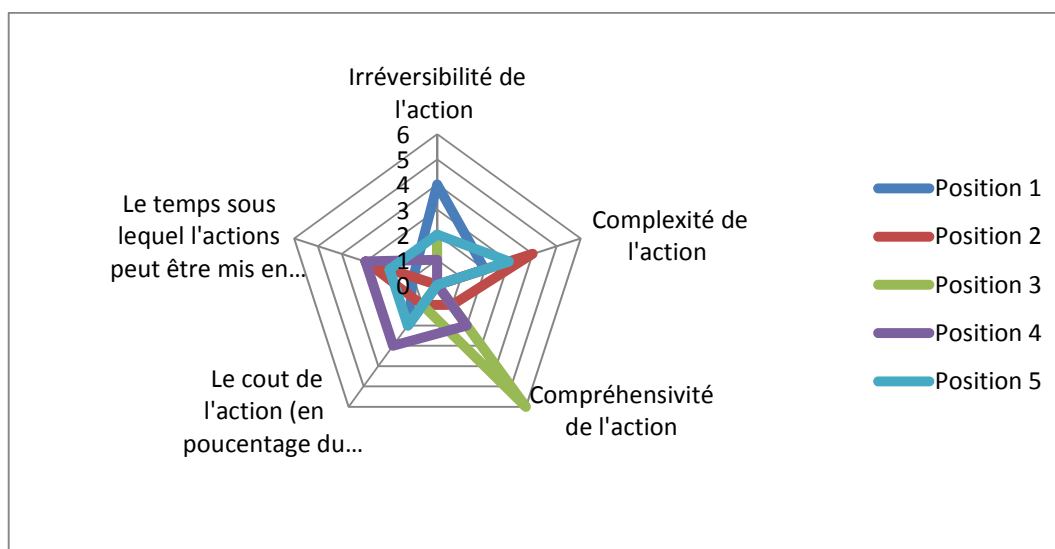 Irréversibilité de
l'action
6
5
4
3
2
1
0
Complexité de
l'action
Compréhensivité
de l'action
Le cout de
l'action (en
poucentage du…
Le temps sous
lequel l'actions
peut être mis en…
Position 1
Position 2
Position 3
Position 4
Position 5